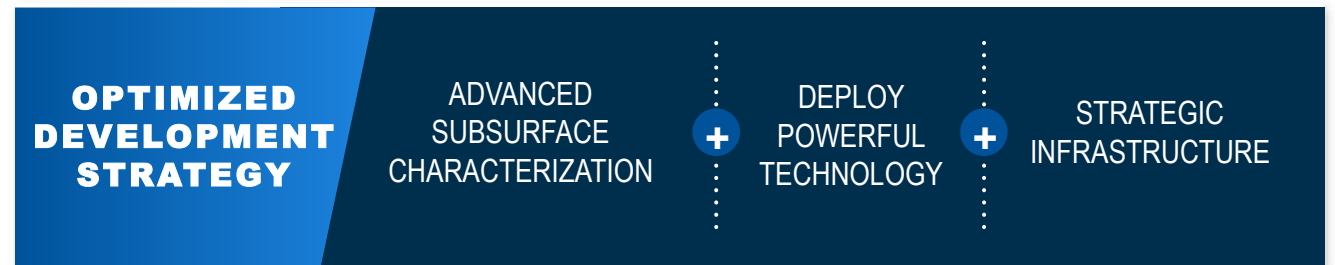 OPTIMIZED
DEVELOPMENT
STRATEGY
ADVANCED
SUBSURFACE
CHARACTERIZATION
+
DEPLOY
POWERFUL
TECHNOLOGY
+
STRATEGIC
INFRASTRUCTURE